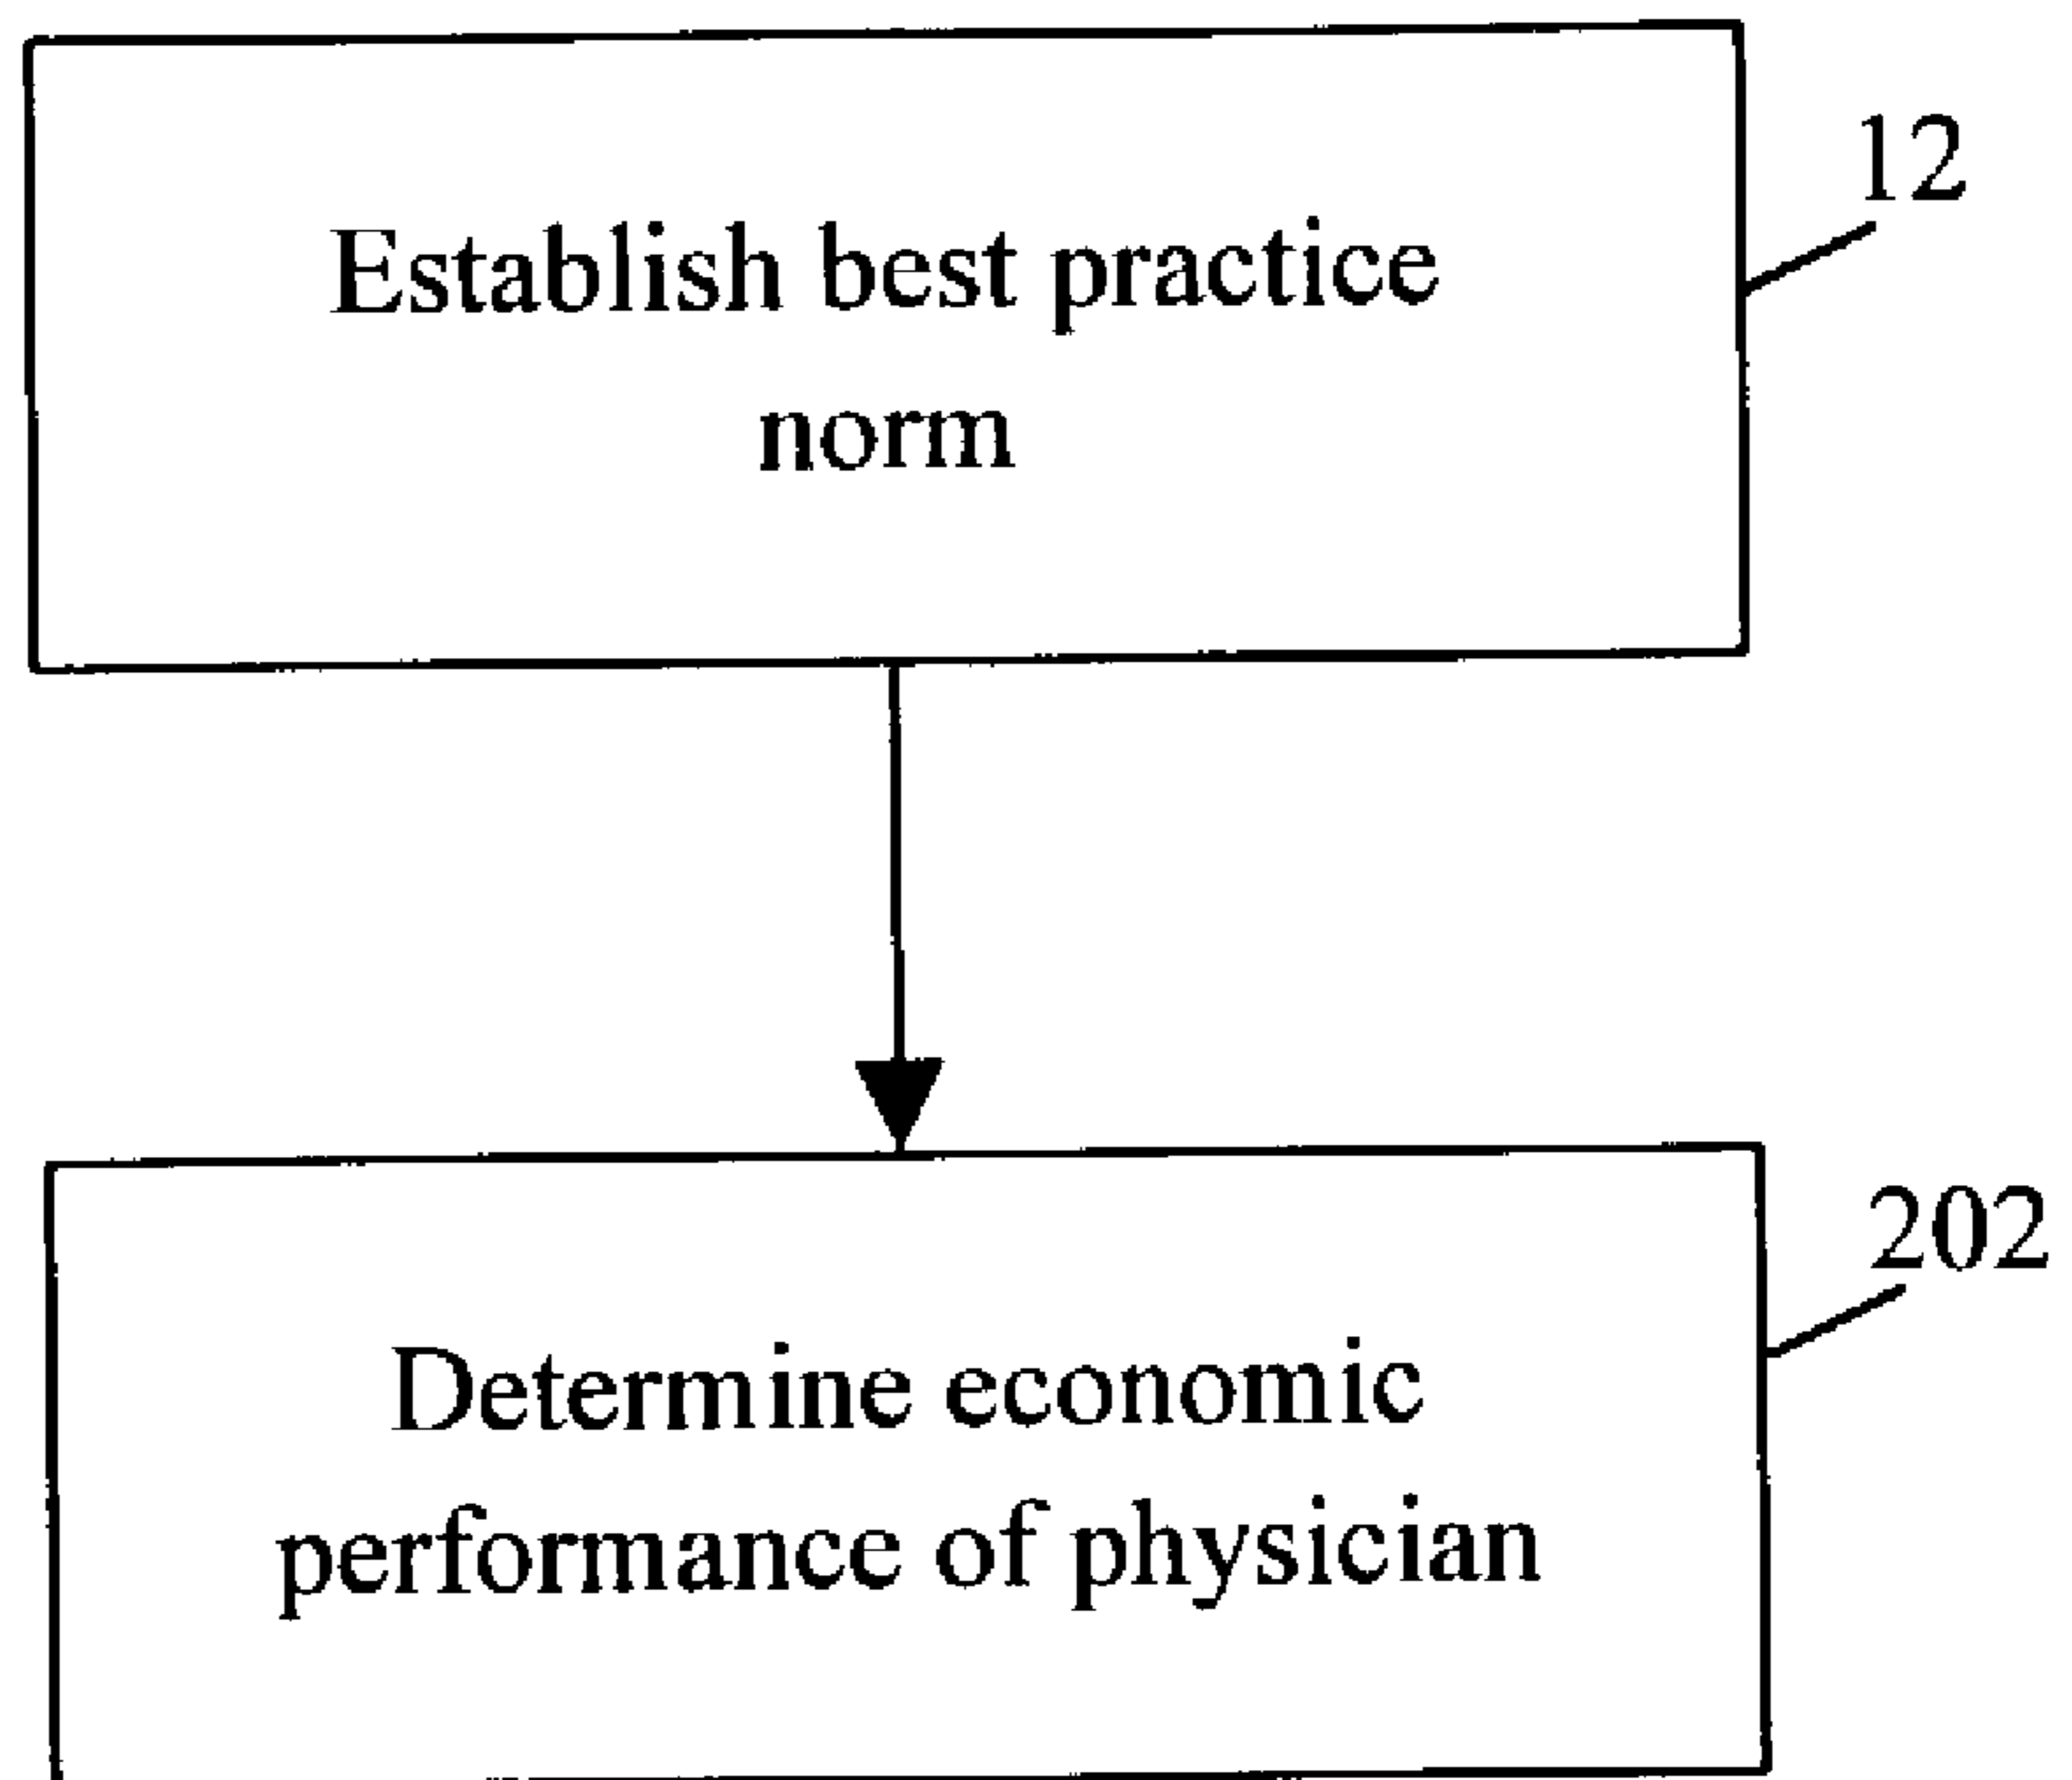 12
Establish best practice
norm
202
Determine economic
performance of physician